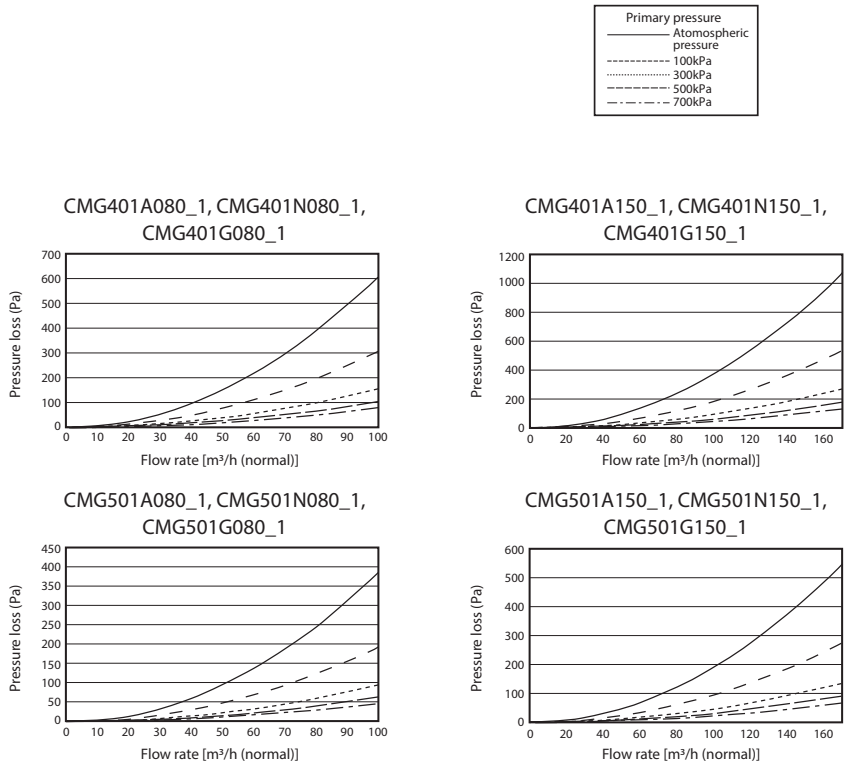 Primary pressure
Atomospheric
pressure
100kPa
300kPa
500kPa
700kPa
CMG401A080_1, CMG401N080_1,
CMG401G080_1
Pressure loss (Pa)
700
600
500
400
300
200
100
0
0 10 20 30 40 50 60 70 80 90 100
Flow rate [m³/h (normal)]
CMG401A150_1, CMG401N150_1,
CMG401G150_1
Pressure loss (Pa)
1200
1000
800
600
400
200
0
0 20 40 60 80 100 120 140 160
Flow rate [m³/h (normal)]
CMG501A080_1, CMG501N080_1,
CMG501G080_1
Pressure loss (Pa)
450
400
350
300
250
200
150
100
50
0
0 10 20 30 40 50 60 70 80 90 100
Flow rate [m³/h (normal)]
CMG501A150_1, CMG501N150_1,
CMG501G150_1
Pressure loss (Pa)
600
500
400
300
200
100
0
0 20 40 60 80 100 120 140 160
Flow rate [m³/h (normal)]